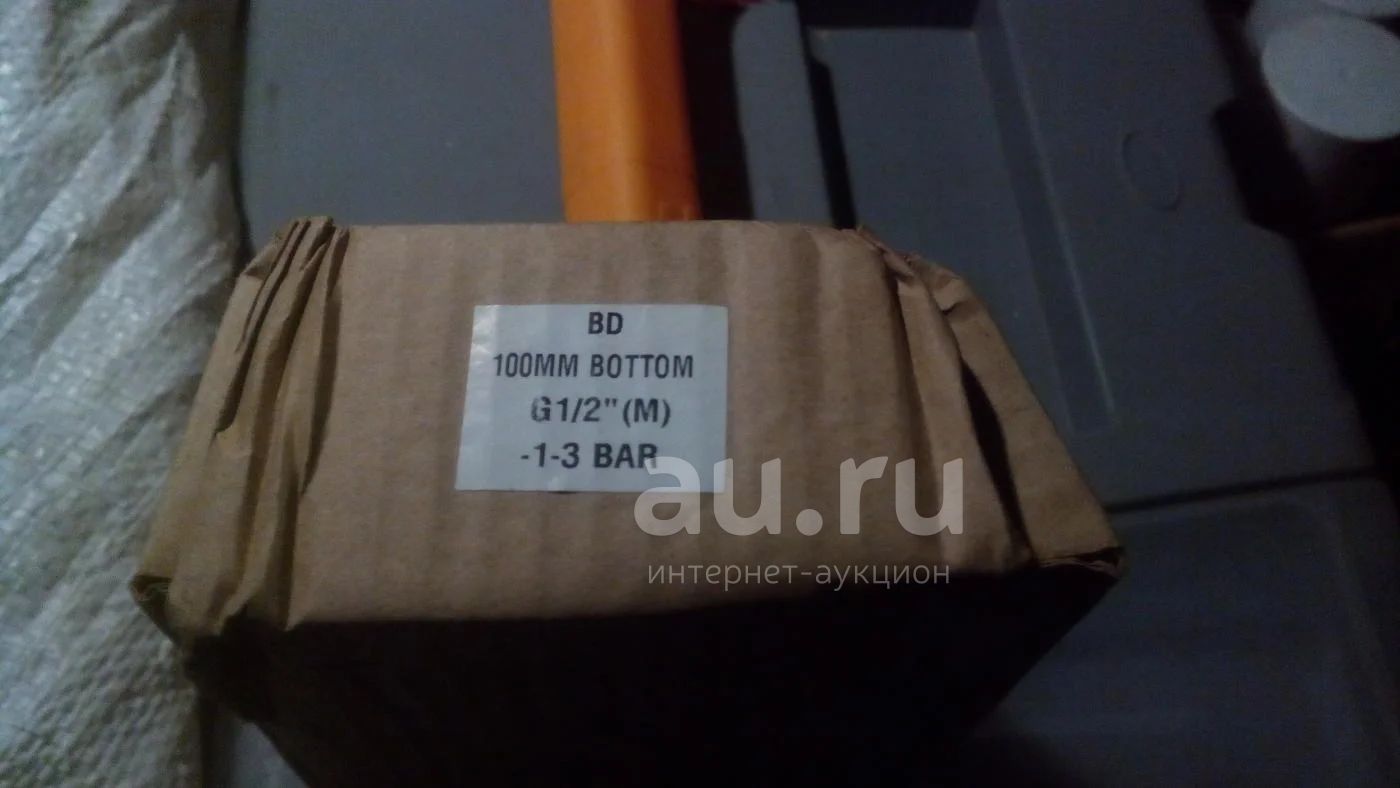 BD
100MM BOTTOM
G1/2" (M)
-1-3 BAR
au.ru
интернет-аукцион